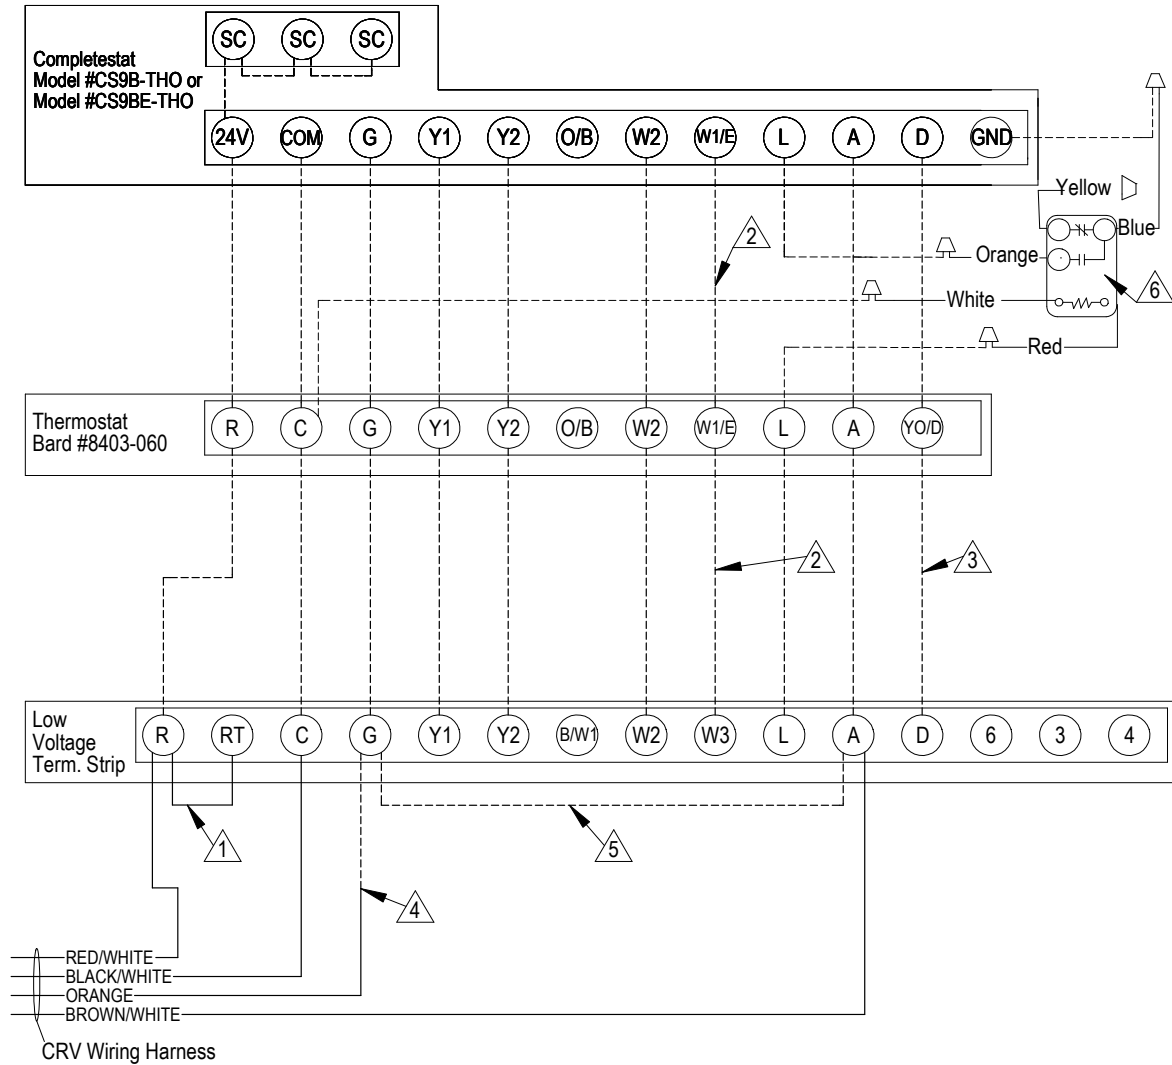 SC SC SC
Completestat
Model #CS9B-THO or
Model #CS9BE-THO
24V COM G Y1 Y2 O/B W2 W1/E L A D GND
Yellow
Blue
2
Orange
6
White
Red
Thermostat
Bard #8403-060
R C G Y1 Y2 O/B W2 W1/E L A YO/D
2
3
Low
Voltage
Term. Strip
R RT C G Y1 Y2 B/W1 W2 W3 L A D 6 3 4
1
5
4
RED/WHITE
BLACK/WHITE
ORANGE
BROWN/WHITE
CRV Wiring Harness